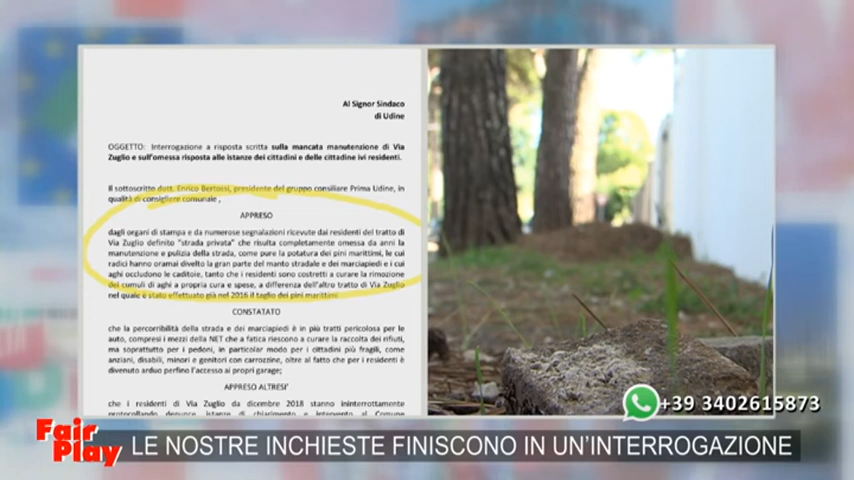 Al Signor Sindaco
di Udine
OGGETTO: Interrogazione a risposta scritta sulla mancata manutenzione di Via
Zuglio e sull'omessa risposta alle istanze dei cittadini e delle cittadine ivi residenti.
Il sottoscritto dott. Enrico Bertossi, presidente del gruppo consiliare Prima Udine, in
qualità di consigliere comunale ,
APPRESO
dagli organi di stampa e da numerose segnalazioni ricevute dai residenti del tratto di
Via Zuglio definito "strada privata" che risulta completamente omessa da anni la
manutenzione e pulizia della strada, come pure la potatura dei pini marittimi, le cui
radici hanno oramai divelto la gran parte del manto stradale e dei marciapiedi e i cui
aghi occludono le caditoie, tanto che i residenti sono costretti a curare la rimozione
dei cumuli di aghi a propria cura e spese, a differenza dell'altro tratto di Via Zuglio
nel quale è stato effettuato già nel 2016 il taglio dei pini marittimi
CONSTATATO
che la percorribilità della strada e dei marciapiedi è in più tratti pericolosa per le
auto, compresi i mezzi della NET che a fatica riescono a curare la raccolta dei rifiuti,
ma soprattutto per i pedoni, in particolar modo per i cittadini più fragili, come
anziani, disabili, minori e genitori con carrozzine, oltre al fatto che per i residenti è
divenuto arduo perfino l'accesso ai propri garage;
APPRESO ALTRESI'
che i residenti di Via Zuglio da dicembre 2018 stanno ininterrottamente
protocollando denunce, istanze di chiarimento e intervento al Comune
+39 3402615873
Fair
Play
LE NOSTRE INCHIESTE FINISCONO IN UN'INTERROGAZIONE